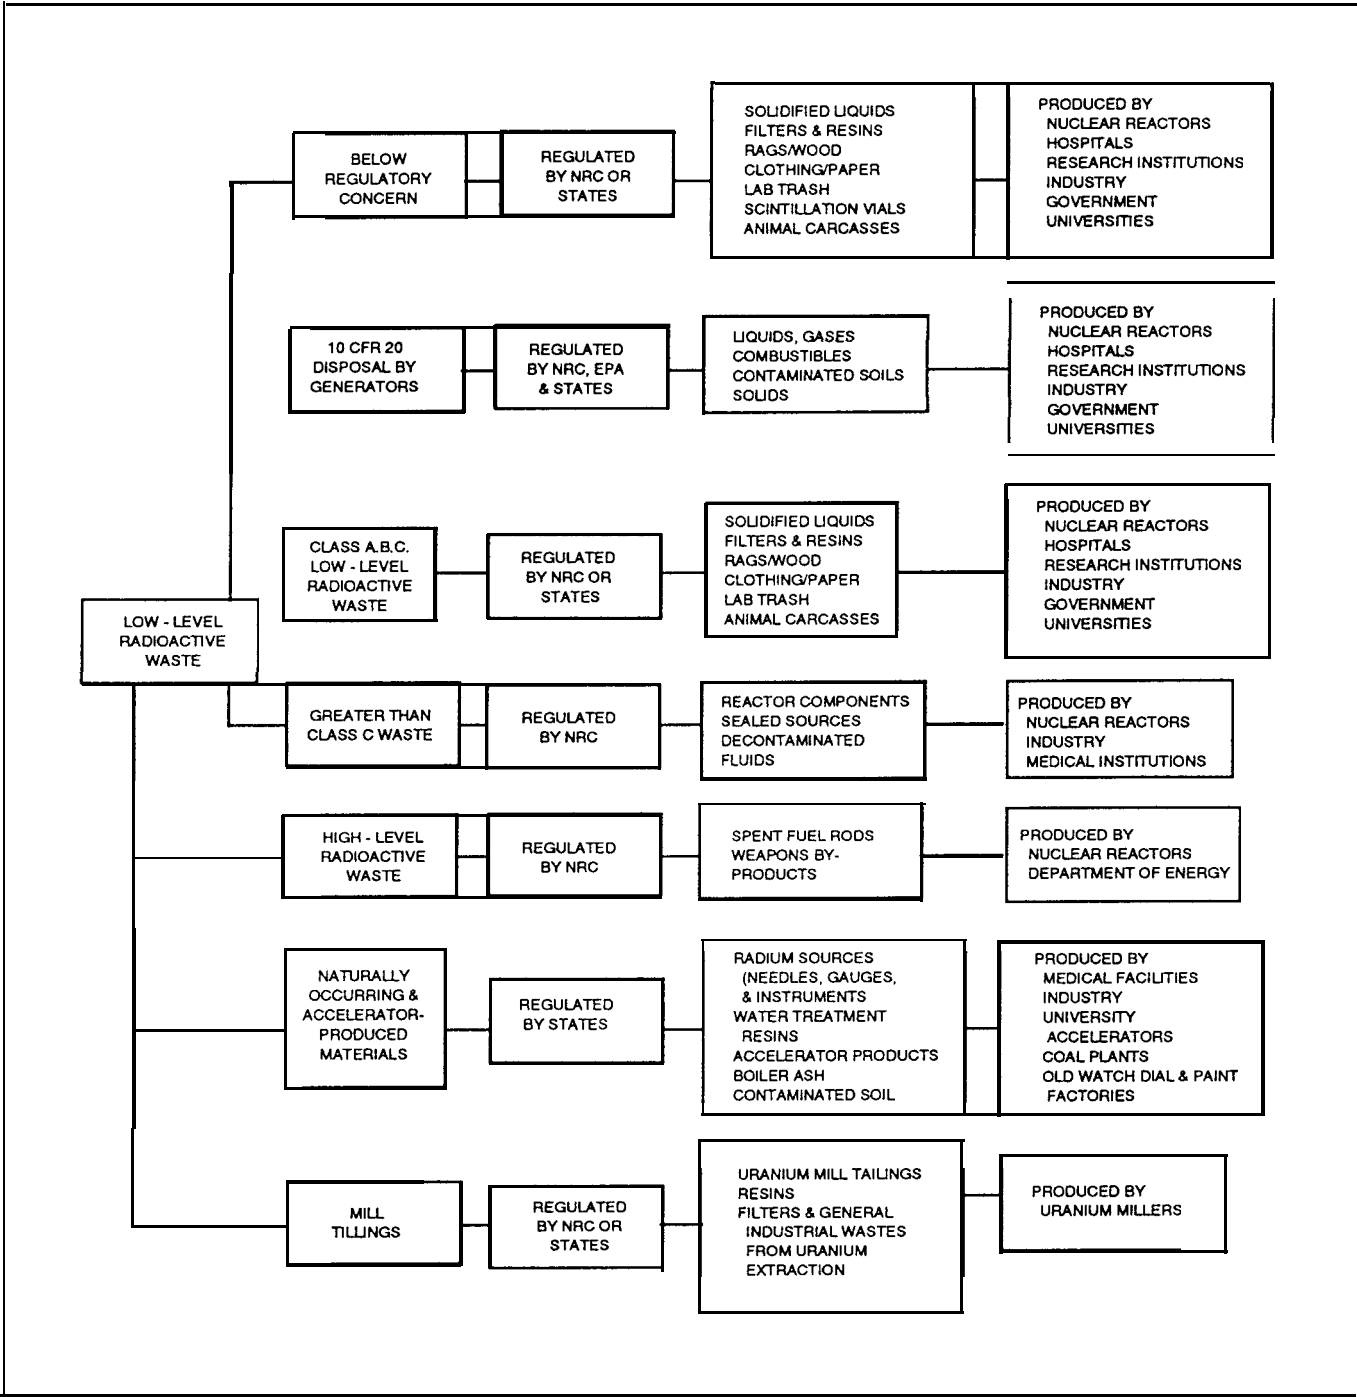 BELOW
REGULATORY
CONCERN
REGULATED
BY NRC OR
STATES
SOLIDIFIED LIQUIDS
FILTERS & RESINS
RAGS/WOOD
CLOTHING/PAPER
LAB TRASH
SCINTILLATION VIALS
ANIMAL CARCASSES
PRODUCED BY
NUCLEAR REACTORS
HOSPITALS
RESEARCH INSTITUTIONS
INDUSTRY
GOVERNMENT
UNIVERSITIES
10 CFR 20
DISPOSAL BY
GENERATORS
REGULATED
BY NRC, EPA
& STATES
LIQUIDS, GASES
COMBUSTIBLES
CONTAMINATED SOILS
SOLIDS
PRODUCED BY
NUCLEAR REACTORS
HOSPITALS
RESEARCH INSTITUTIONS
INDUSTRY
GOVERNMENT
UNIVERSITIES
CLASS A.B.C.
LOW - LEVEL
RADIOACTIVE
WASTE
REGULATED
BY NRC OR
STATES
SOLIDIFIED LIQUIDS
FILTERS & RESINS
RAGS/WOOD
CLOTHING/PAPER
LAB TRASH
ANIMAL CARCASSES
PRODUCED BY
NUCLEAR REACTORS
HOSPITALS
RESEARCH INSTITUTIONS
INDUSTRY
GOVERNMENT
UNIVERSITIES
LOW - LEVEL
RADIOACTIVE
WASTE
GREATER THAN
CLASS C WASTE
REGULATED
BY NRC
REACTOR COMPONENTS
SEALED SOURCES
DECONTAMINATED
FLUIDS
PRODUCED BY
NUCLEAR REACTORS
INDUSTRY
MEDICAL INSTITUTIONS
HIGH - LEVEL
RADIOACTIVE
WASTE
REGULATED
BY NRC
SPENT FUEL RODS
WEAPONS BY-
PRODUCTS
PRODUCED BY
NUCLEAR REACTORS
DEPARTMENT OF ENERGY
NATURALLY
OCCURRING &
ACCELERATOR-
PRODUCED
MATERIALS
REGULATED
BY STATES
RADIUM SOURCES
(NEEDLES, GAUGES,
& INSTRUMENTS
WATER TREATMENT
RESINS
ACCELERATOR PRODUCTS
BOILER ASH
CONTAMINATED SOIL
PRODUCED BY
MEDICAL FACILITIES
INDUSTRY
UNIVERSITY
ACCELERATORS
COAL PLANTS
OLD WATCH DIAL & PAINT
FACTORIES
MILL
TILLINGS
REGULATED
BY NRC OR
STATES
URANIUM MILL TAILINGS
RESINS
FILTERS & GENERAL
INDUSTRIAL WASTES
FROM URANIUM
EXTRACTION
PRODUCED BY
URANIUM MILLERS